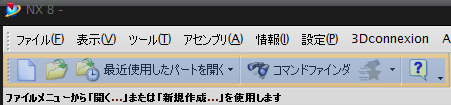 NX 8 -
ファイル(F) 表示(V) ツール(T) アセンブリ(A) 情報(I) 設定(P) 3Dconnexion A
最近使用したパートを開く コマンドファインダ
ファイルメニューから「開く...」または「新規作成...」を使用します